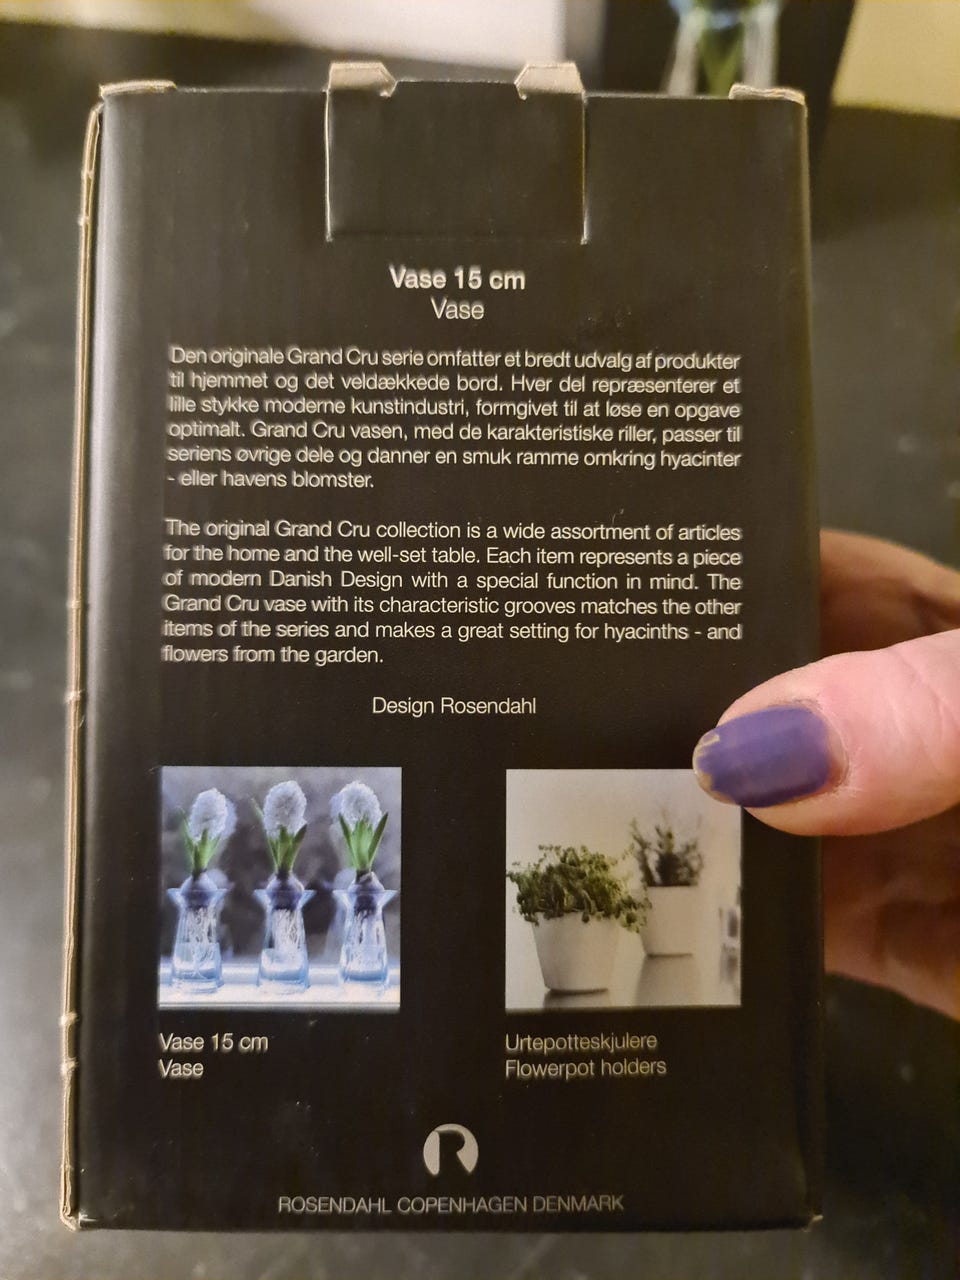 Vase 15 cm
Vase
Den originale Grand Cru serie omfatter et bredt udvalg af produkter
til hjemmet og det veldækkede bord. Hver del repræsenterer et
lille stykke moderne kunstindustri, formgivet til at løse en opgave
optimalt. Grand Cru vasen, med de karakteristiske riller, passer til
seriens øvrige dele og danner en smuk ramme omkring hyacinter
- eller havens blomster.
The original Grand Cru collection is a wide assortment of articles
for the home and the well-set table. Each item represents a piece
of modern Danish Design with a special function in mind. The
Grand Cru vase with its characteristic grooves matches the other
items of the series and makes a great setting for hyacinths - and
flowers from the garden.
Design Rosendahl
Vase 15 cm
Vase
Urtepotteskjulere
Flowerpot holders
R
ROSENDAHL COPENHAGEN DENMARK